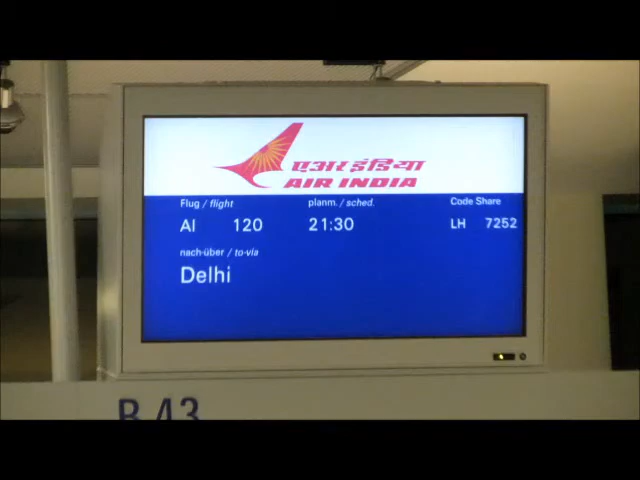 एअर इंडिया
AIR INDIA
Flug / flight planm. / sched. Code Share
AI 120 21:30 LH 7252
nach-über / to-via
Delhi
B 43